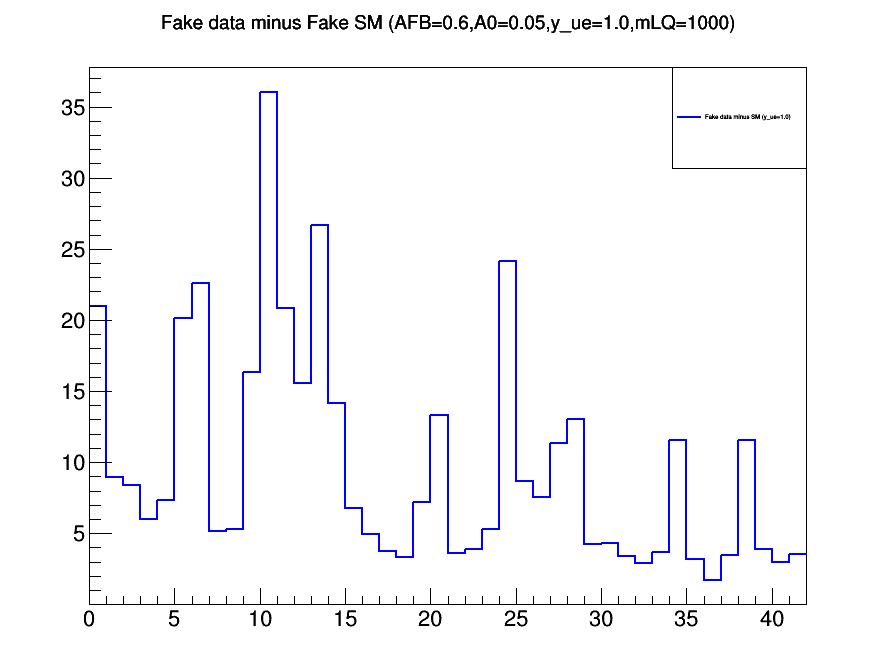 Fake data minus Fake SM (AFB=0.6,A0=0.05,y_ue=1.0,mLQ=1000)
Fake data minus SM (y_ue=1.0)
35
30
25
20
15
10
5
0 5 10 15 20 25 30 35 40